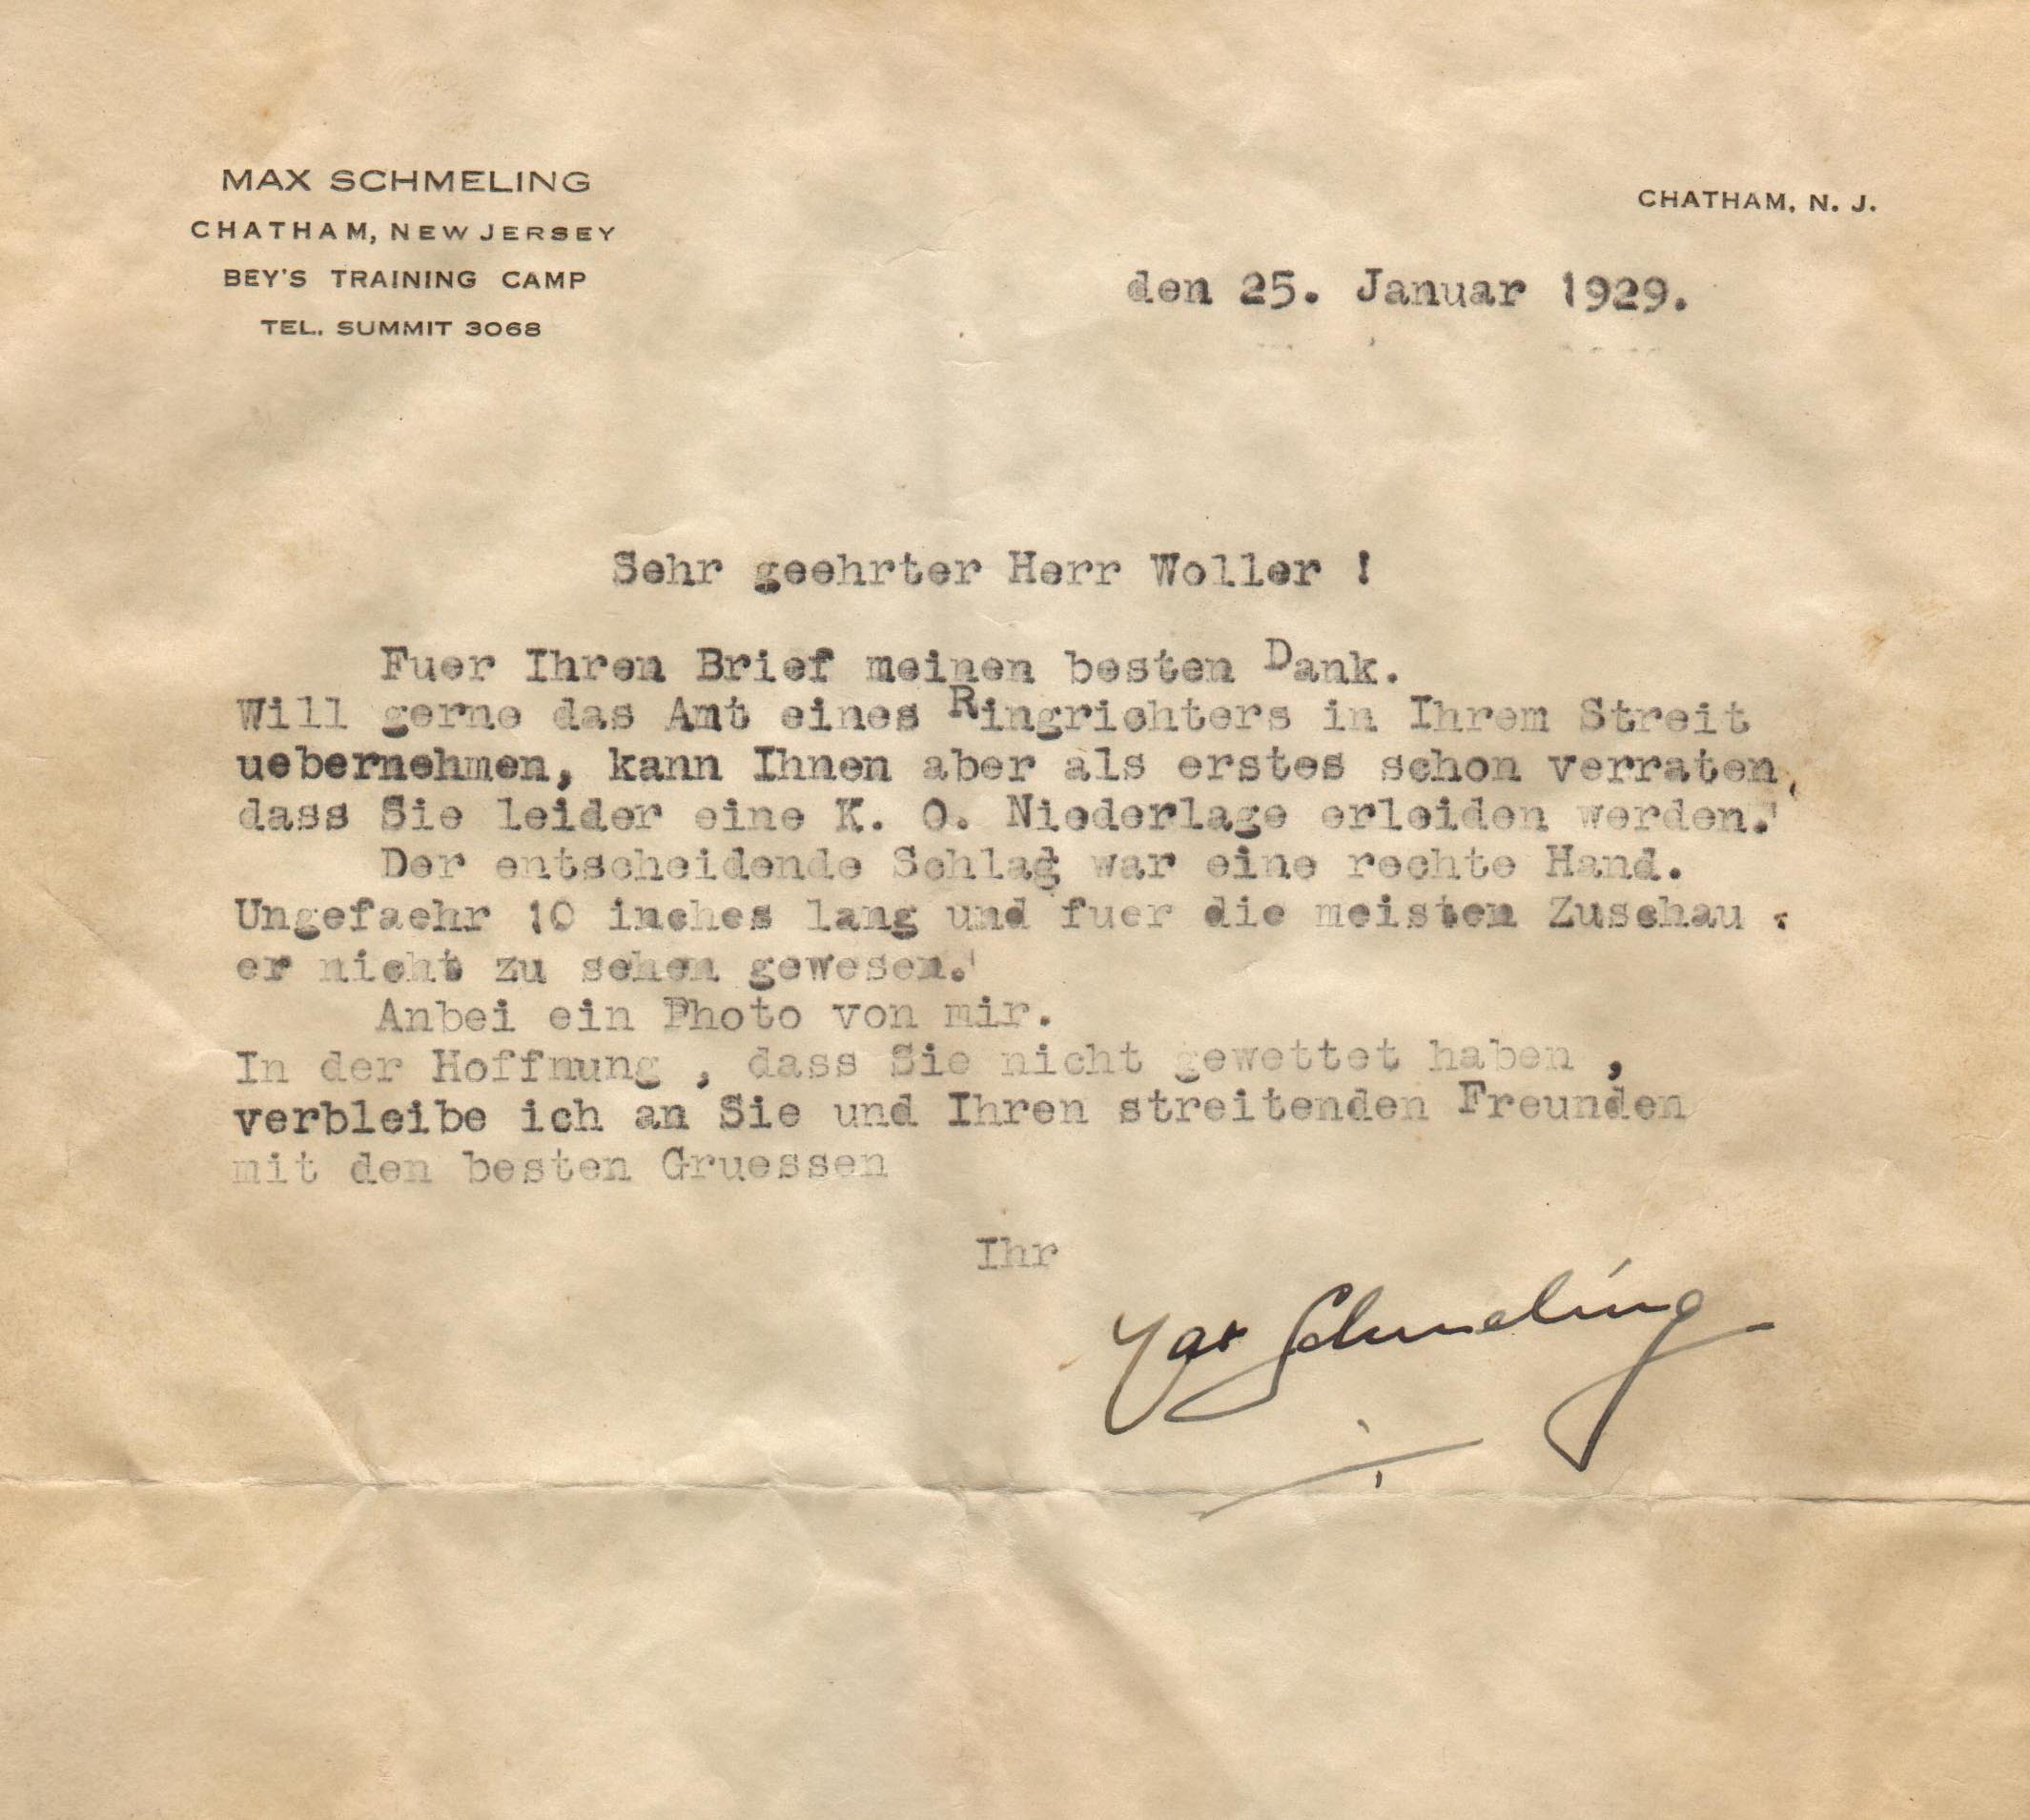 MAX SCHMELING
CHATHAM, NEW JERSEY
BEY'S TRAINING CAMP
TEL. SUMMIT 3068
CHATHAM, N. J.
den 25. Januar 1929.
Sehr geehrter Herr Woller !
Fuer Ihren Brief meinen besten Dank.
Will gerne das Amt eines Ringrichters in Ihrem Streit
uebernehmen, kann Ihnen aber als erstes schon verraten,
dass Sie leider eine K. O. Niederlage erleiden werden.
Der entscheidende Schlag war eine rechte Hand.
Ungefaehr 10 inches lang und fuer die meisten Zuschau :
er nicht zu sehen gewesen.
Anbei ein Photo von mir.
In der Hoffnung , dass Sie nicht gewettet haben ,
verbleibe ich an Sie und Ihren streitenden Freunden
mit den besten Gruessen
Ihr
Max Schmeling